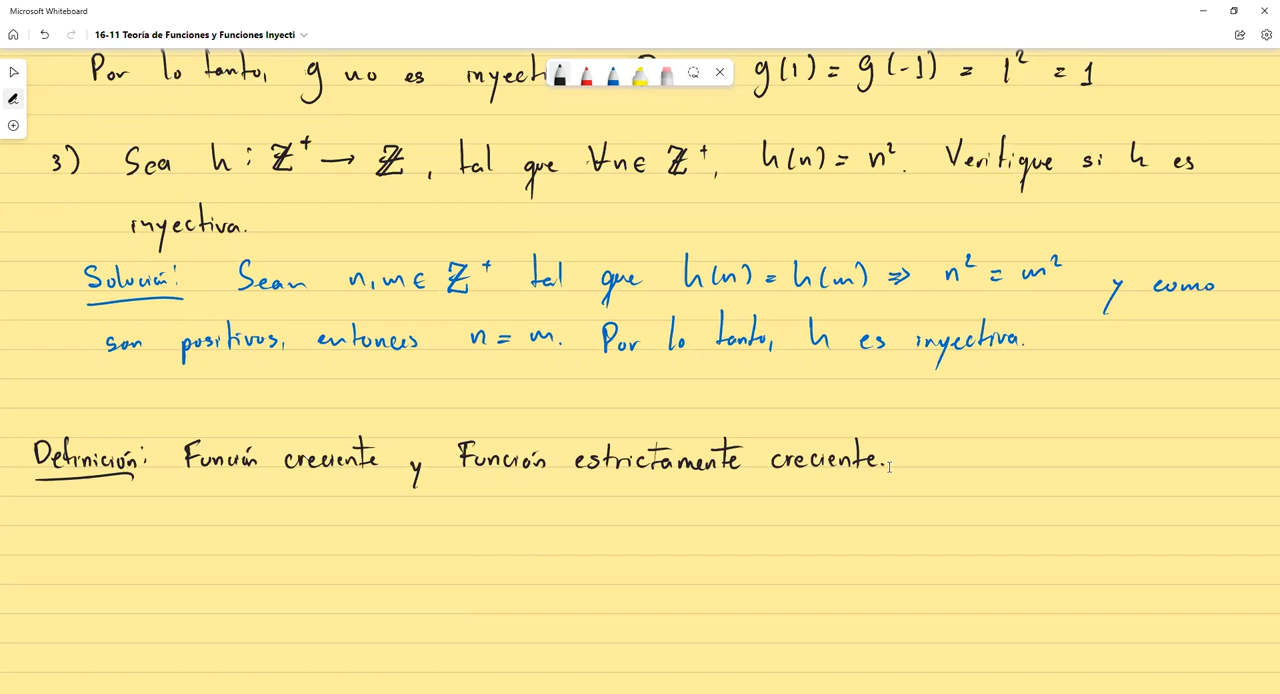 Microsoft Whiteboard
16-11 Teoría de Funciones y Funciones Inyecti
Por lo tanto, g no es inyect g(1) = g(-1) = 1² = 1
3) Sea h : ℤ⁺ → ℤ, tal que ∀n ∈ ℤ⁺, h(n) = n². Verifique si h es
inyectiva.
Solución: Sean n, m ∈ ℤ⁺ tal que h(n) = h(m) ⇒ n² = m² y como
son positivos, entonces n = m. Por lo tanto, h es inyectiva.
Definición: Función creciente y Función estrictamente creciente.